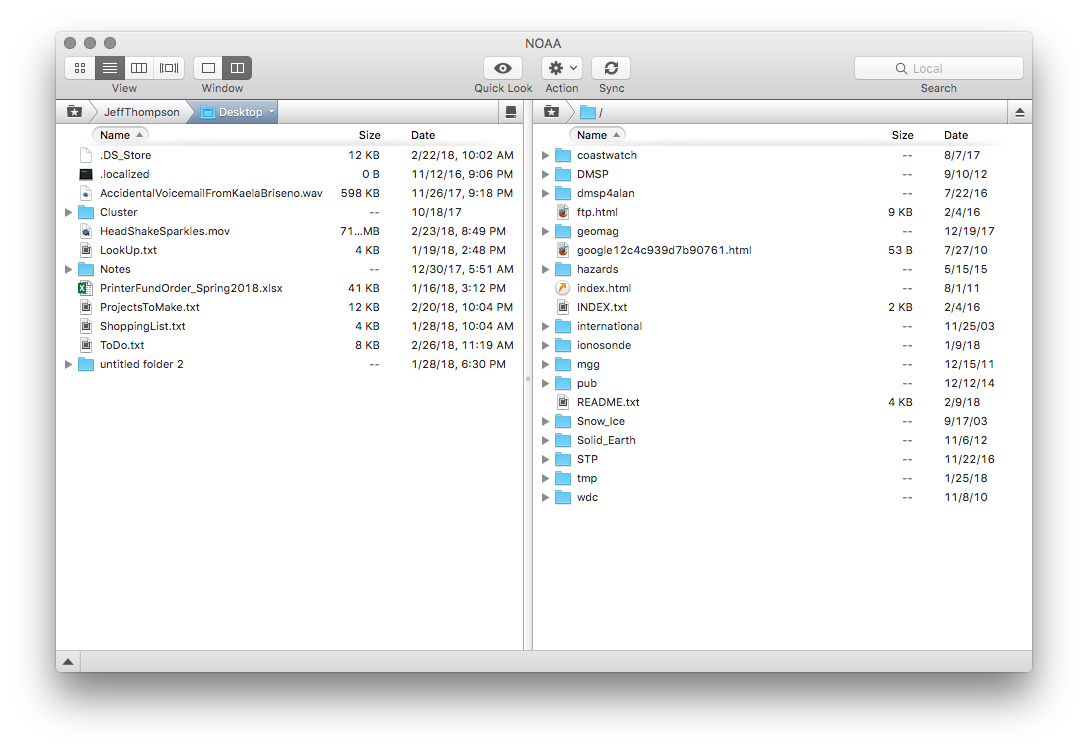 NOAA
View Window Quick Look Action Sync Local Search
JeffThompson Desktop
Name Size Date
.DS_Store 12 KB 2/22/18, 10:02 AM
.localized 0 B 11/12/16, 9:06 PM
AccidentalVoicemailFromKaelaBriseno.wav 598 KB 11/26/17, 9:18 PM
Cluster -- 10/18/17
HeadShakeSparkles.mov 71...MB 2/23/18, 8:49 PM
LookUp.txt 4 KB 1/19/18, 2:48 PM
Notes -- 12/30/17, 5:51 AM
PrinterFundOrder_Spring2018.xlsx 41 KB 1/16/18, 3:12 PM
ProjectsToMake.txt 12 KB 2/20/18, 10:04 PM
ShoppingList.txt 4 KB 1/28/18, 10:04 AM
ToDo.txt 8 KB 2/26/18, 11:19 AM
untitled folder 2 -- 1/28/18, 6:30 PM
/
Name Size Date
coastwatch -- 8/7/17
DMSP -- 9/10/12
dmsp4alan -- 7/22/16
ftp.html 9 KB 2/4/16
geomag -- 12/19/17
google12c4c939d7b90761.html 53 B 7/27/10
hazards -- 5/15/15
index.html 8/1/11
INDEX.txt 2 KB 2/4/16
international -- 11/25/03
ionosonde -- 1/9/18
mgg -- 12/15/11
pub -- 12/12/14
README.txt 4 KB 2/9/18
Snow_Ice -- 9/17/03
Solid_Earth -- 11/6/12
STP -- 11/22/16
tmp -- 1/25/18
wdc -- 11/8/10